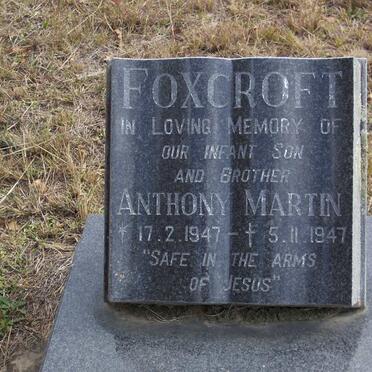 FOXCROFT
IN LOVING MEMORY OF
OUR INFANT SON
AND BROTHER
ANTHONY MARTIN
* 17.2.1947 – † 5.11.1947
"SAFE IN THE ARMS
OF JESUS"